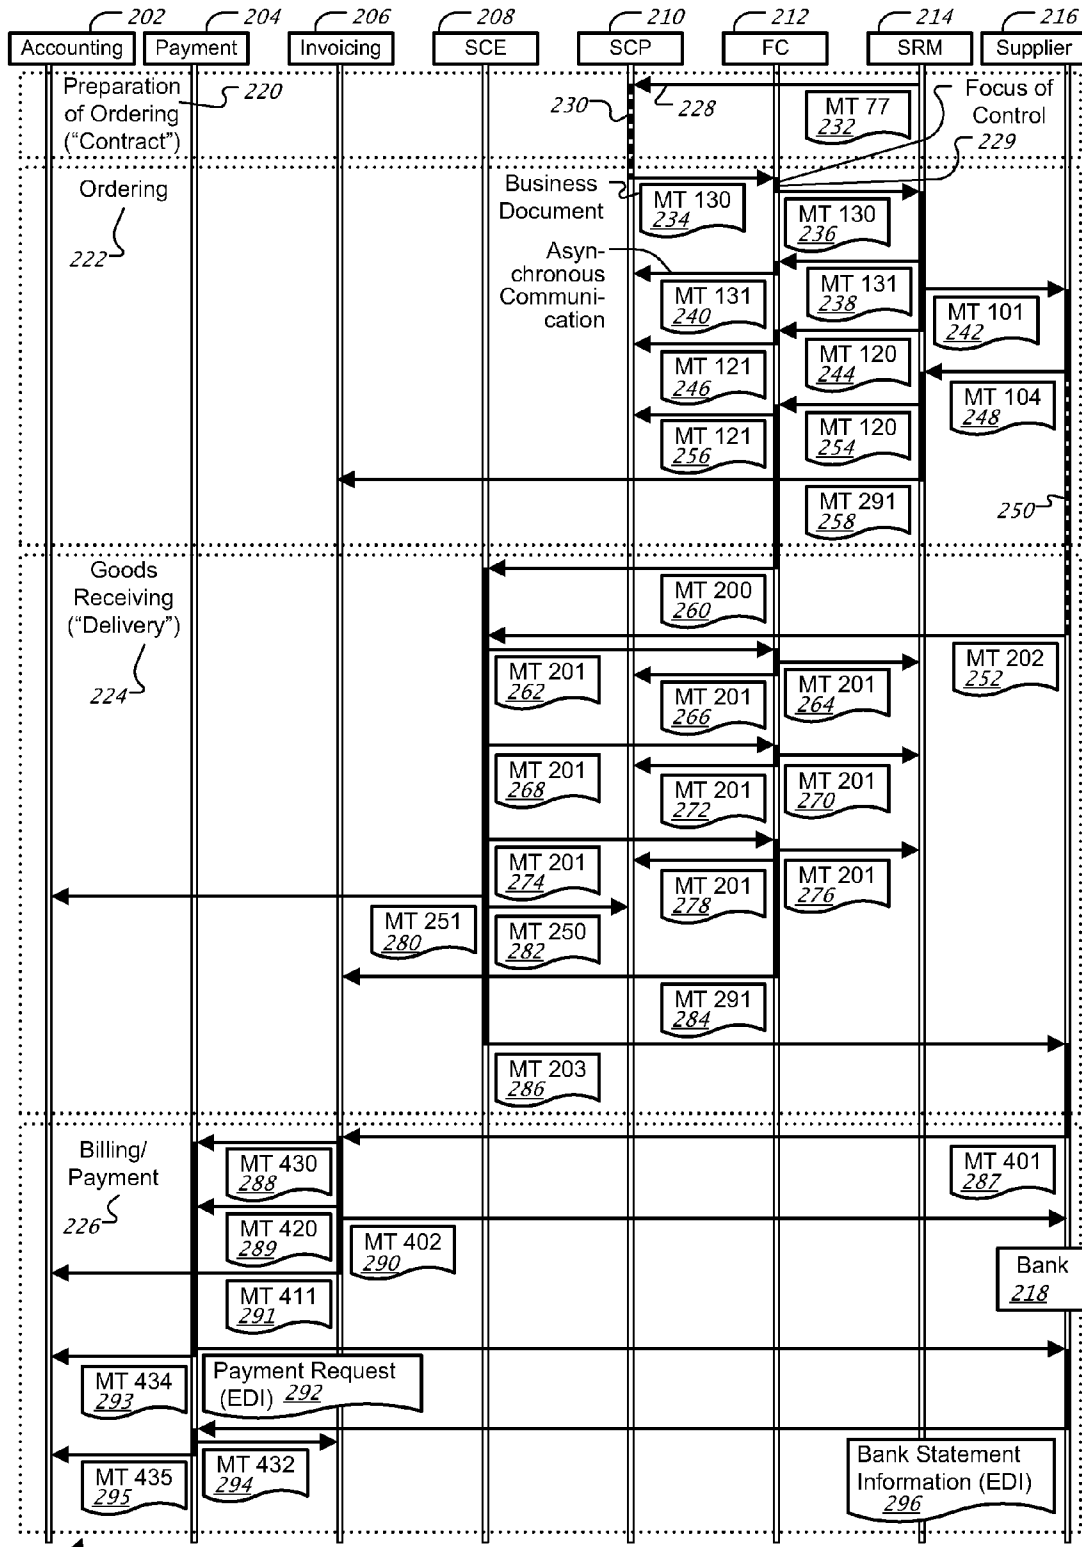 202 204 206 208 210 212 214 216
Accounting Payment Invoicing SCE SCP FC SRM Supplier
Preparation
of Ordering
("Contract")
220
230
228
MT 77
232
Focus of
Control
229
Ordering
222
Business
Document
MT 130
234
MT 130
236
Asyn-
chronous
Communi-
cation
MT 131
240
MT 131
238
MT 101
242
MT 121
246
MT 120
244
MT 104
248
MT 121
256
MT 120
254
MT 291
258
250
Goods
Receiving
("Delivery")
224
MT 200
260
MT 202
252
MT 201
262
MT 201
266
MT 201
264
MT 201
268
MT 201
272
MT 201
270
MT 201
274
MT 201
278
MT 201
276
MT 251
280
MT 250
282
MT 291
284
MT 203
286
Billing/
Payment
226
MT 430
288
MT 401
287
MT 420
289
MT 402
290
Bank
218
MT 411
291
MT 434
293
Payment Request
(EDI) 292
MT 435
295
MT 432
294
Bank Statement
Information (EDI)
296